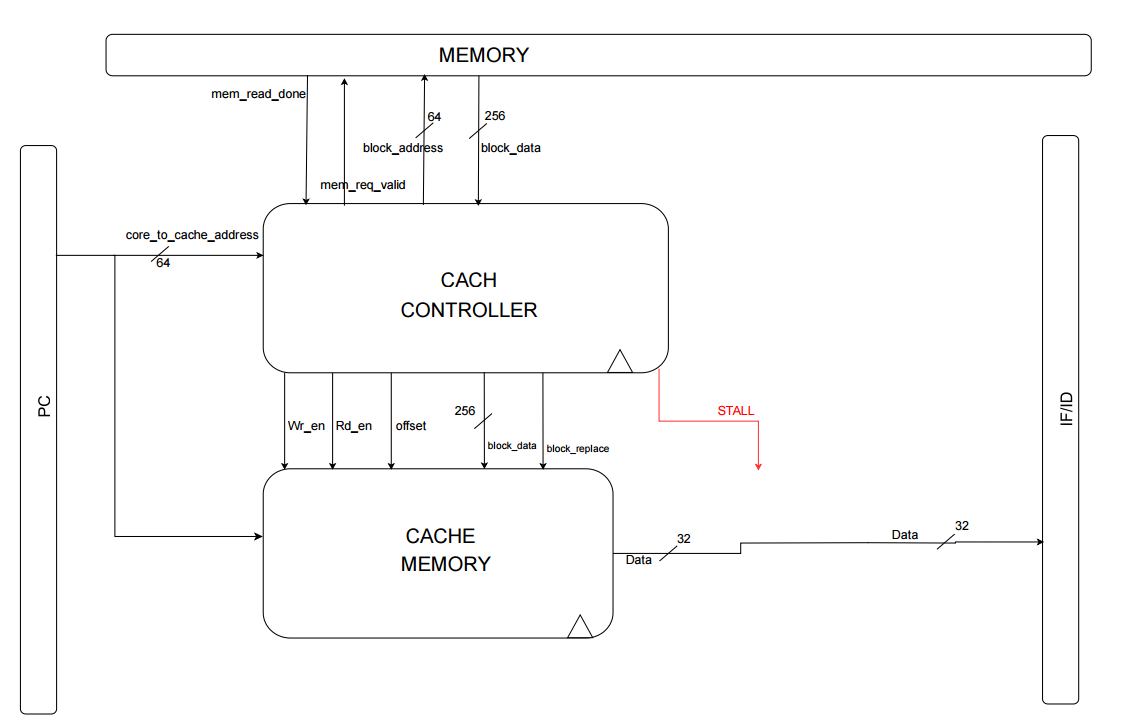 MEMORY
mem_read_done
64
256
block_address
block_data
mem_req_valid
core_to_cache_address
64
CACH
CONTROLLER
PC
IF/ID
STALL
256
Wr_en
Rd_en
offset
block_data
block_replace
CACHE
MEMORY
32
Data
Data
32